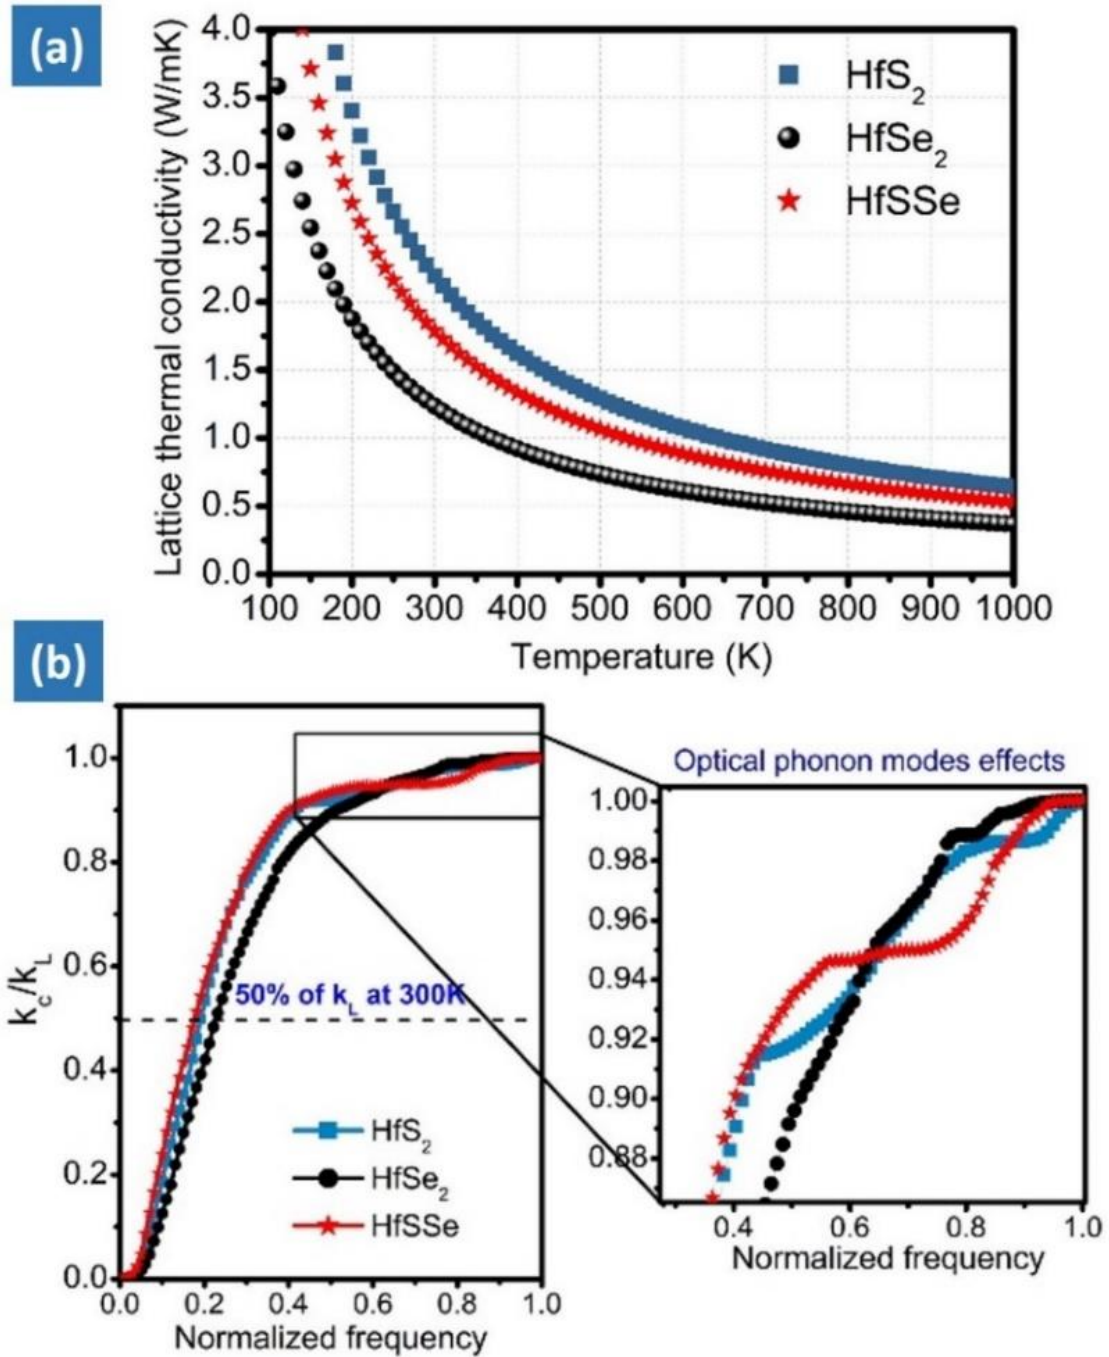 (a)
Lattice thermal conductivity (W/mK)
4.0
3.5
3.0
2.5
2.0
1.5
1.0
0.5
0.0
HfS₂
HfSe₂
HfSSe
100 200 300 400 500 600 700 800 900 1000
Temperature (K)
(b)
k_c/k_L
1.0
0.8
0.6
0.4
0.2
0.0
50% of k_L at 300K
HfS₂
HfSe₂
HfSSe
0.0 0.2 0.4 0.6 0.8 1.0
Normalized frequency
Optical phonon modes effects
1.00
0.98
0.96
0.94
0.92
0.90
0.88
0.4 0.6 0.8 1.0
Normalized frequency